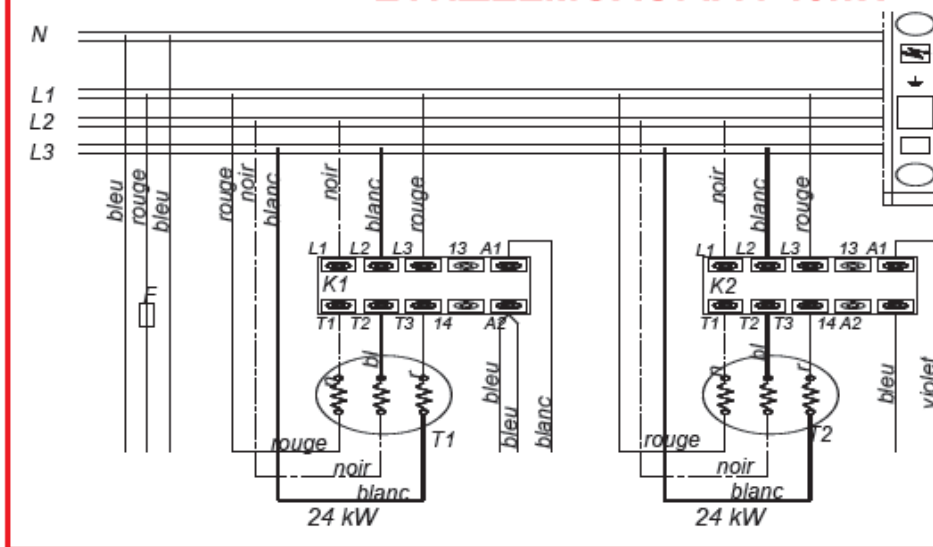 N
L1
L2
L3
bleu rouge bleu rouge noir blanc noir blanc rouge noir blanc rouge
L1 L2 L3 13 A1 L1 L2 L3 13 A1
K1 K2
F
T1 T2 T3 14 A2 T1 T2 T3 14 A2
n bl r bleu bleu blanc n bl r bleu violet
T1 T2
rouge rouge
noir noir
blanc blanc
24 kW 24 kW